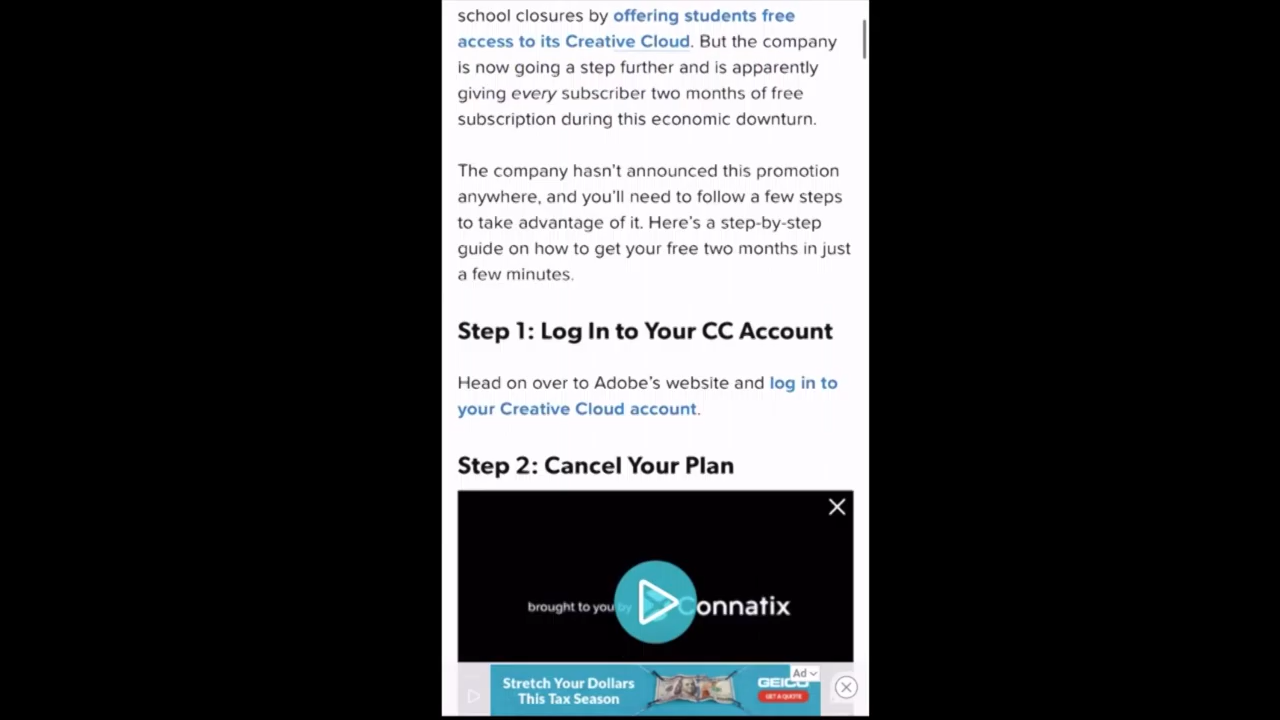 school closures by offering students free
access to its Creative Cloud. But the company
is now going a step further and is apparently
giving every subscriber two months of free
subscription during this economic downturn.
The company hasn't announced this promotion
anywhere, and you'll need to follow a few steps
to take advantage of it. Here's a step-by-step
guide on how to get your free two months in just
a few minutes.
Step 1: Log In to Your CC Account
Head on over to Adobe's website and log in to
your Creative Cloud account.
Step 2: Cancel Your Plan
brought to you by Connatix
Ad
Stretch Your Dollars
This Tax Season
GEICO
GET A QUOTE